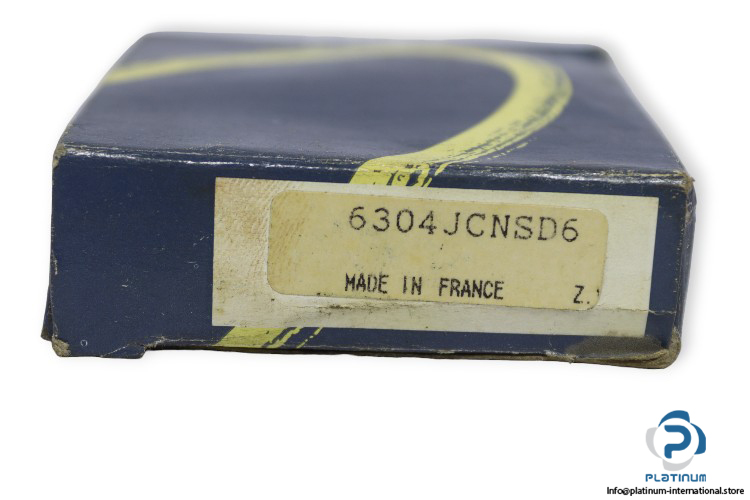 6304JCNSD6
MADE IN FRANCE Z.
PLATINUM
Info@platinum-international.store